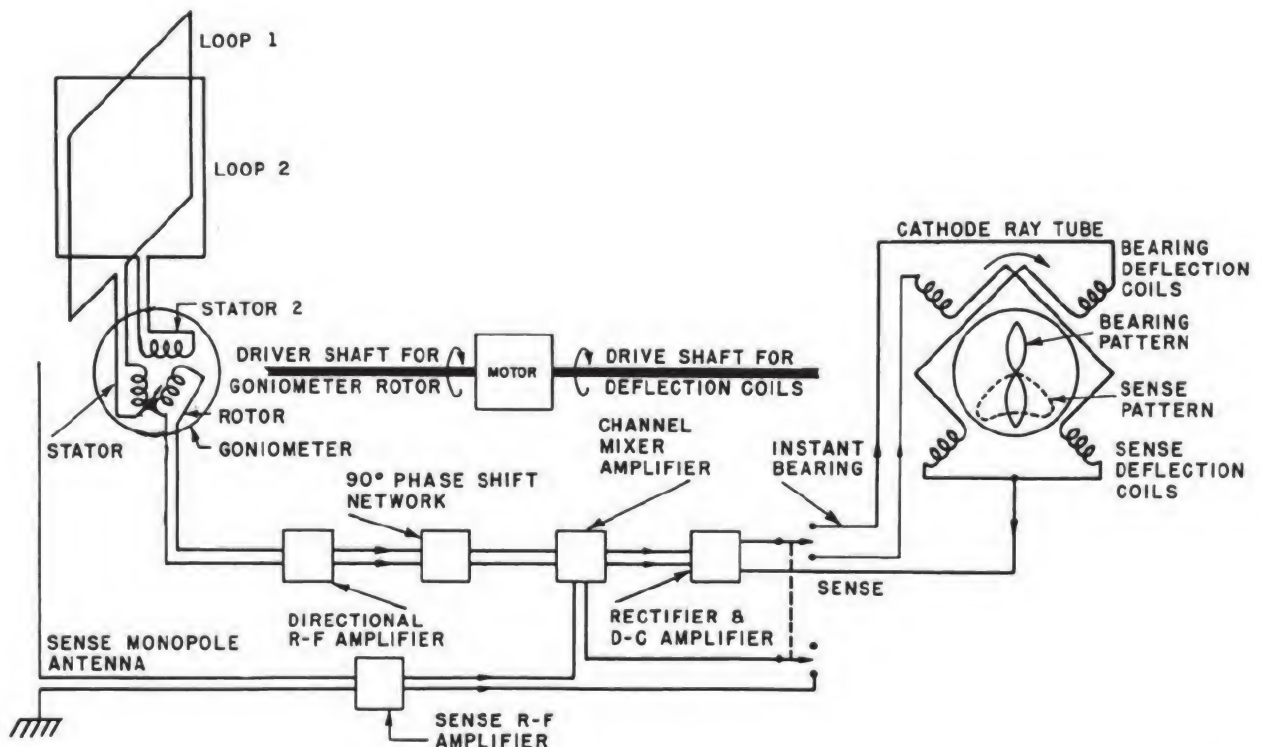 LOOP 1
LOOP 2
STATOR 2
STATOR
ROTOR
GONIOMETER
DRIVER SHAFT FOR
GONIOMETER ROTOR
MOTOR
DRIVE SHAFT FOR
DEFLECTION COILS
CATHODE RAY TUBE
BEARING
DEFLECTION
COILS
BEARING
PATTERN
SENSE
PATTERN
SENSE
DEFLECTION
COILS
CHANNEL
MIXER
AMPLIFIER
INSTANT
BEARING
90° PHASE SHIFT
NETWORK
DIRECTIONAL
R-F AMPLIFIER
RECTIFIER &
D-C AMPLIFIER
SENSE
SENSE MONOPOLE
ANTENNA
SENSE R-F
AMPLIFIER